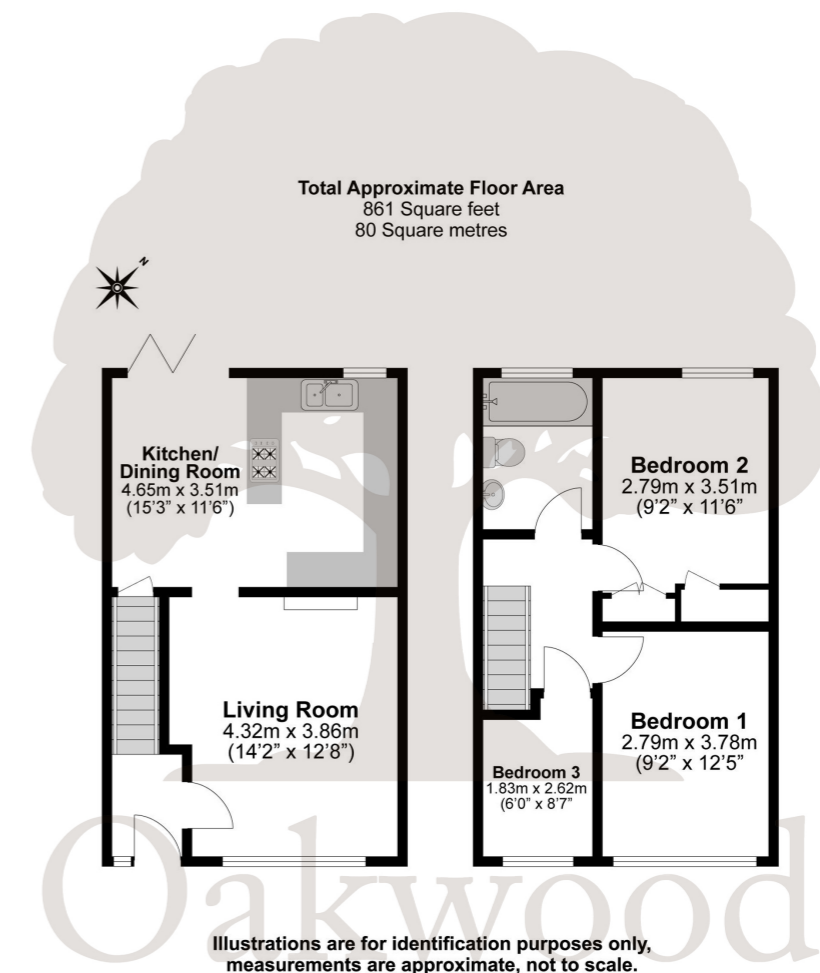 Total Approximate Floor Area
861 Square feet
80 Square metres
N
Kitchen/
Dining Room
4.65m x 3.51m
(15’3” x 11’6”)
Living Room
4.32m x 3.86m
(14’2” x 12’8”)
Bedroom 2
2.79m x 3.51m
(9’2” x 11’6”
Bedroom 1
2.79m x 3.78m
(9’2” x 12’5”
Bedroom 3
1.83m x 2.62m
(6’0” x 8’7”
Oakwood
Illustrations are for identification purposes only,
measurements are approximate, not to scale.